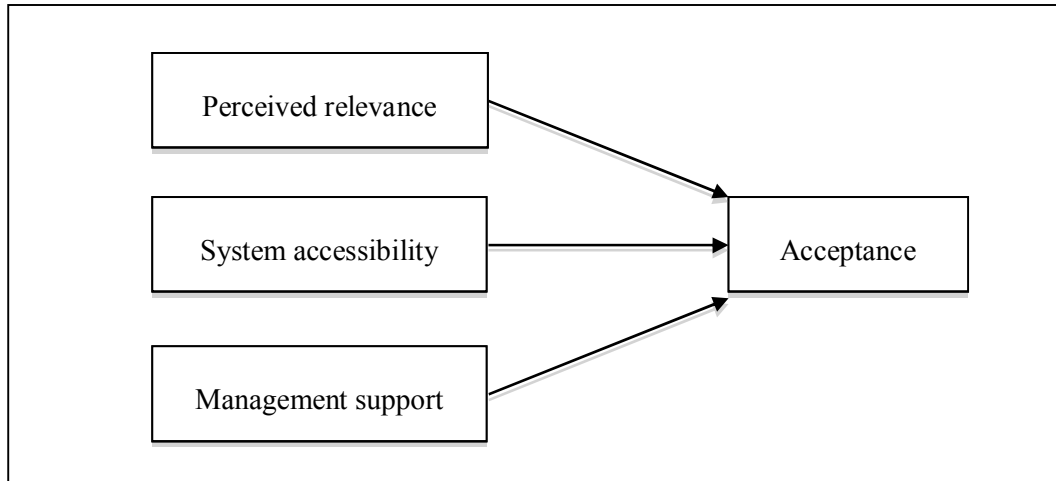 Perceived relevance
System accessibility
Acceptance
Management support